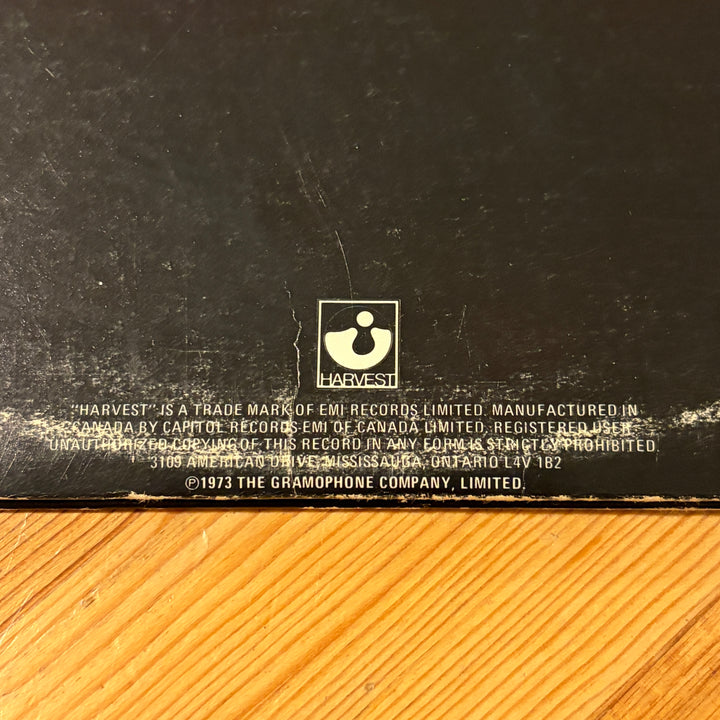 HARVEST
"HARVEST" IS A TRADE MARK OF EMI RECORDS LIMITED. MANUFACTURED IN
CANADA BY CAPITOL RECORDS-EMI OF CANADA LIMITED, REGISTERED USER.
UNAUTHORIZED COPYING OF THIS RECORD IN ANY FORM IS STRICTLY PROHIBITED.
3109 AMERICAN DRIVE, MISSISSAUGA, ONTARIO L4V 1B2
℗1973 THE GRAMOPHONE COMPANY, LIMITED.